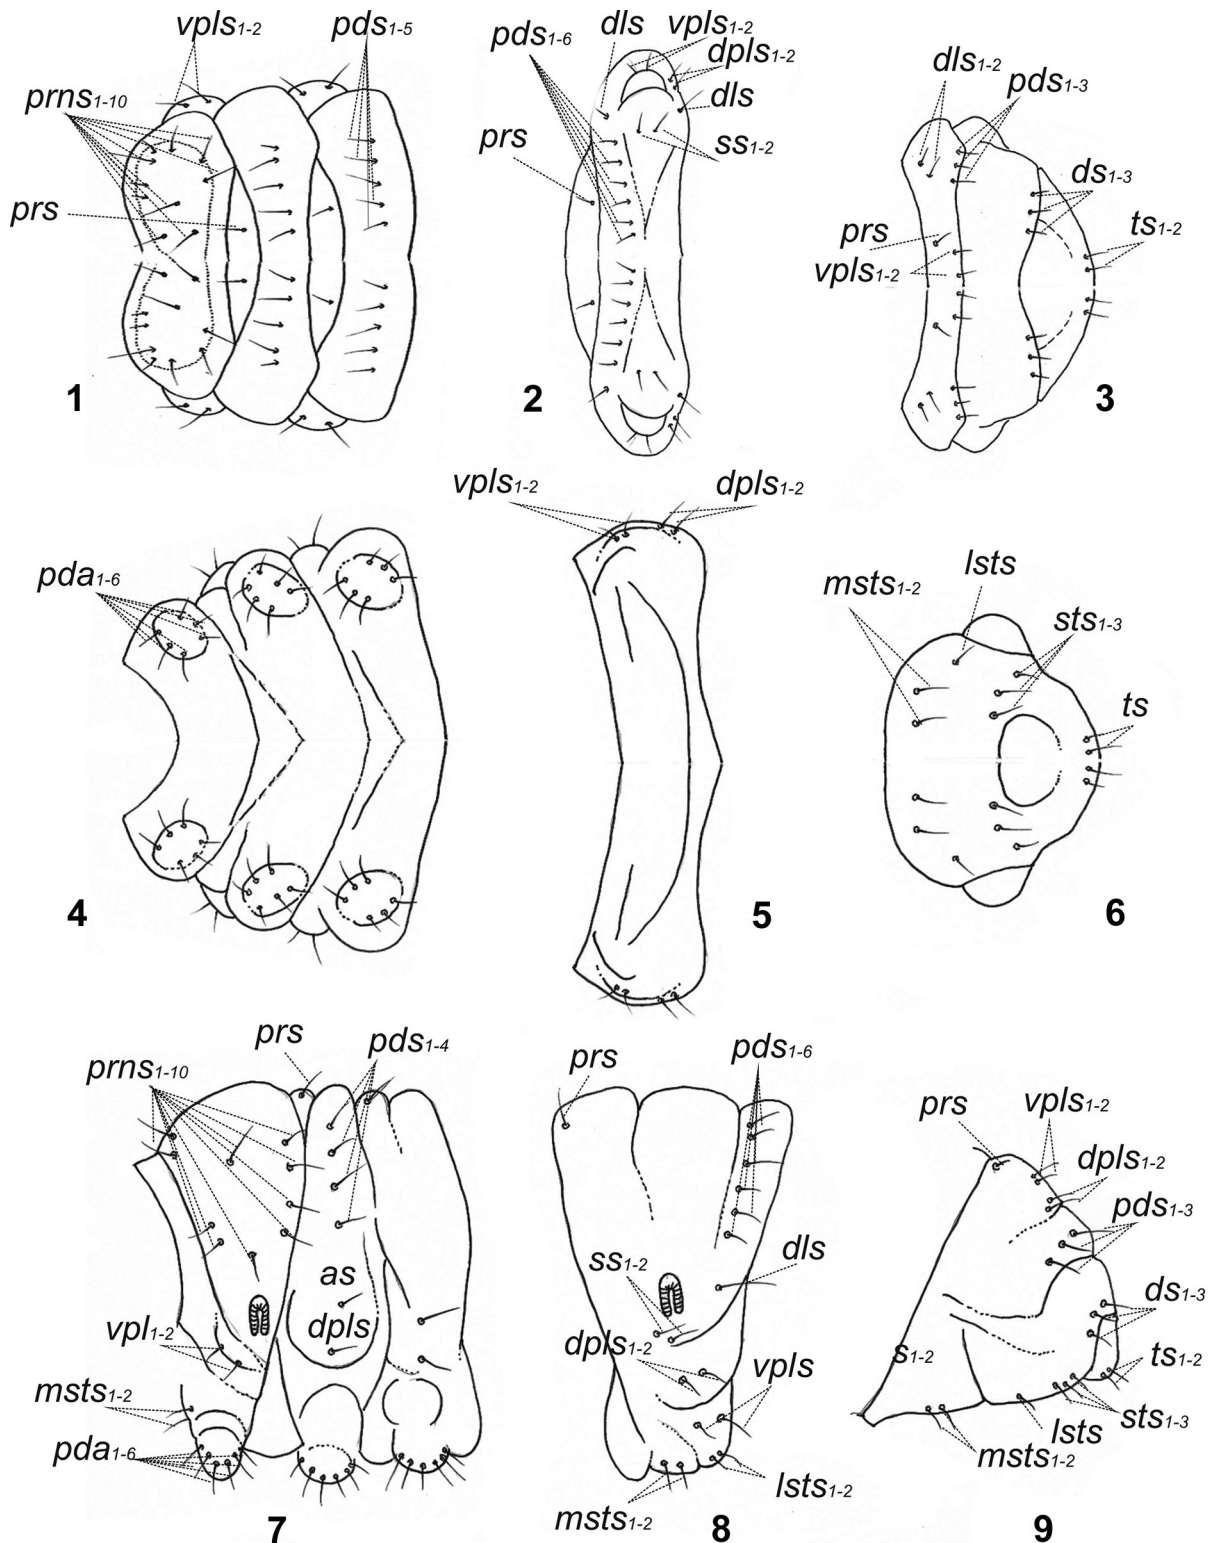 vpls1-2
pds1-5
prns1-10
prs
1
pds1-6
dls
vpls1-2
dpls1-2
dls
prs
ss1-2
2
dls1-2
pds1-3
ds1-3
prs
ts1-2
vpls1-2
3
pda1-6
4
vpls1-2
dpls1-2
5
msts1-2
lsts
sts1-3
ts
6
prs
pds1-4
prns1-10
as
dpls
vpl1-2
msts1-2
pda1-6
7
prs
pds1-6
dls
ss1-2
dpls1-2
vpls
lsts1-2
msts1-2
8
prs
vpls1-2
dpls1-2
pds1-3
ds1-3
s1-2
ts1-2
sts1-3
lsts
msts1-2
9